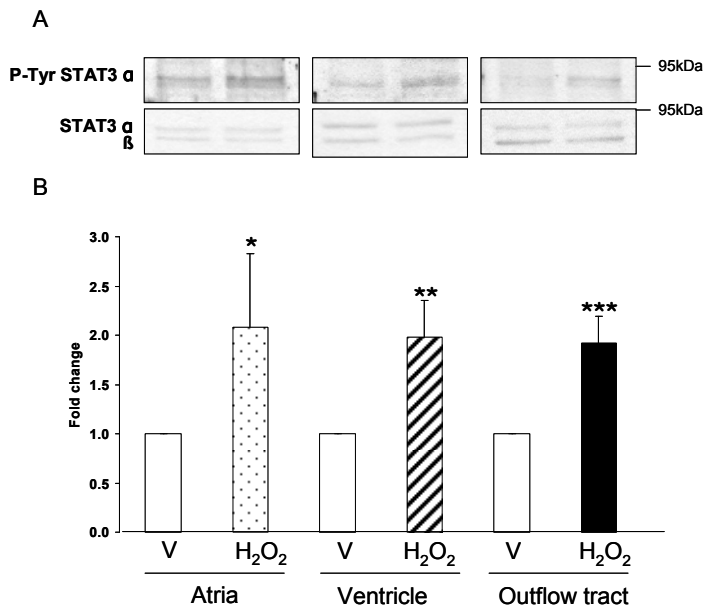 A
P-Tyr STAT3 α
95kDa
STAT3 α
ß
95kDa
B
Fold change
3.0
2.5
2.0
1.5
1.0
0.5
0.0
*
**
***
V H₂O₂ V H₂O₂ V H₂O₂
Atria Ventricle Outflow tract